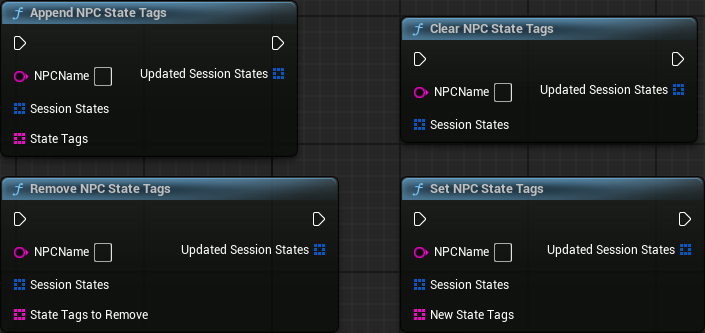 Append NPC State Tags
NPCName
Updated Session States
Session States
State Tags
Clear NPC State Tags
NPCName
Updated Session States
Session States
Remove NPC State Tags
NPCName
Updated Session States
Session States
State Tags to Remove
Set NPC State Tags
NPCName
Updated Session States
Session States
New State Tags